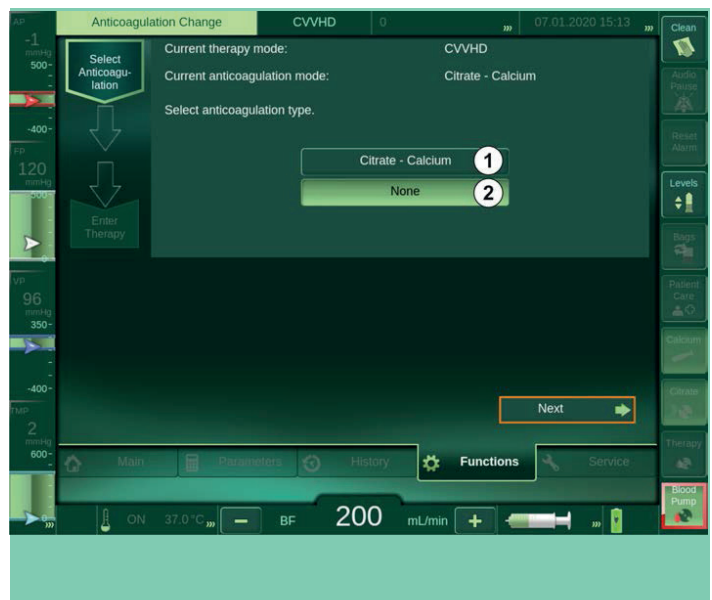 AP
-1
mmHg
500
-400
FP
120
mmHg
500
0
VP
96
mmHg
350
-400
TMP
2
mmHg
600
Anticoagulation Change
CVVHD
0
07.01.2020 15:13
Select
Anticoagu-
lation
Enter
Therapy
Current therapy mode: CVVHD
Current anticoagulation mode: Citrate - Calcium
Select anticoagulation type.
Citrate - Calcium 1
None 2
Next
Main
Parameters
History
Functions
Service
ON 37.0°C
BF 200 mL/min
Clean
Audio
Pause
Reset
Alarm
Levels
Bags
Patient
Care
Calcium
Citrate
Therapy
Blood
Pump